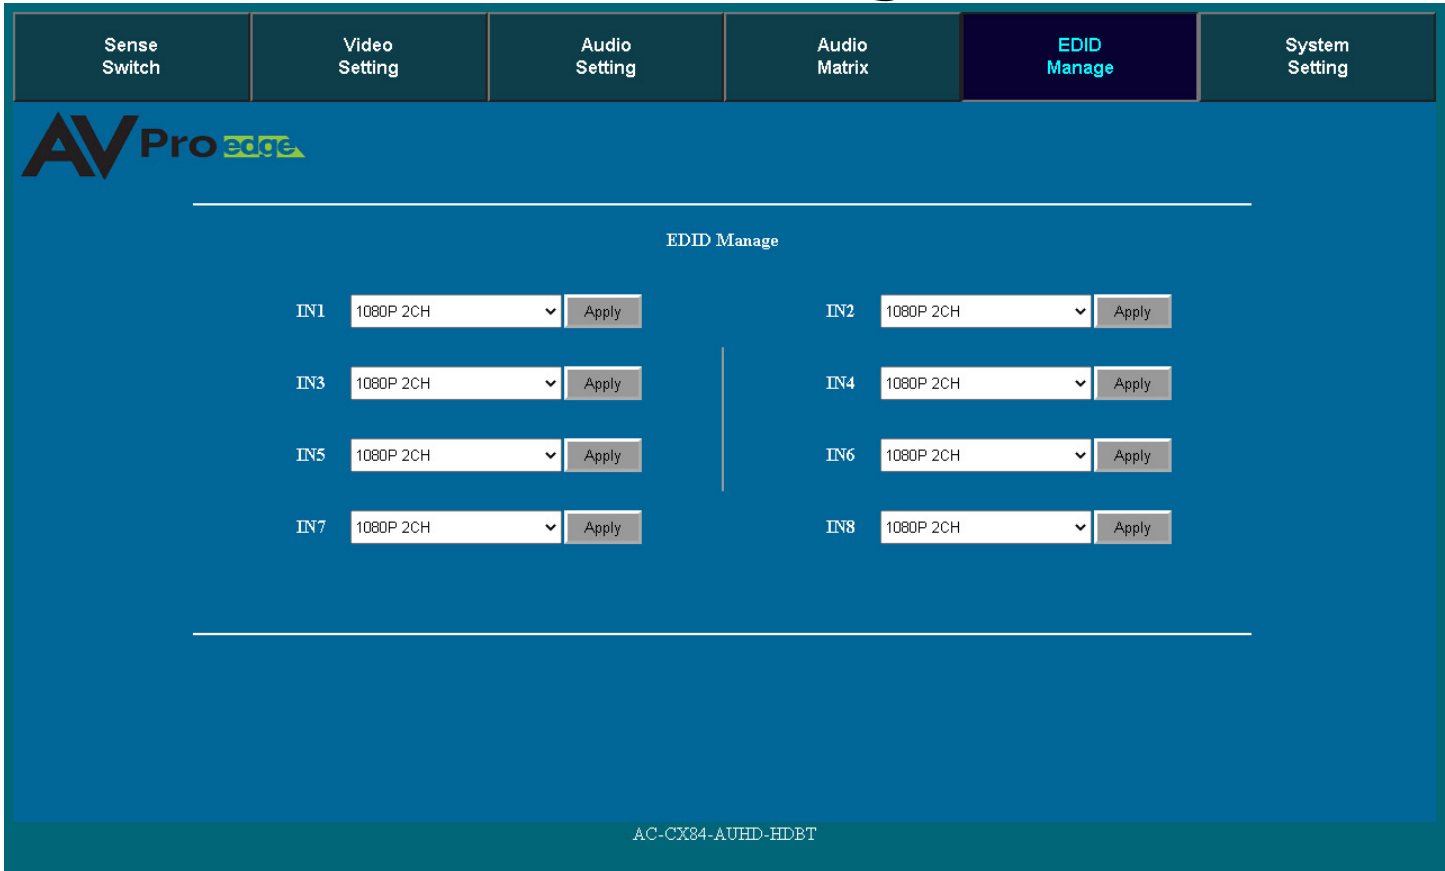 Sense
Switch
Video
Setting
Audio
Setting
Audio
Matrix
EDID
Manage
System
Setting
AVPro edge
EDID Manage
IN1 1080P 2CH Apply IN2 1080P 2CH Apply
IN3 1080P 2CH Apply IN4 1080P 2CH Apply
IN5 1080P 2CH Apply IN6 1080P 2CH Apply
IN7 1080P 2CH Apply IN8 1080P 2CH Apply
AC-CX84-AUHD-HDBT